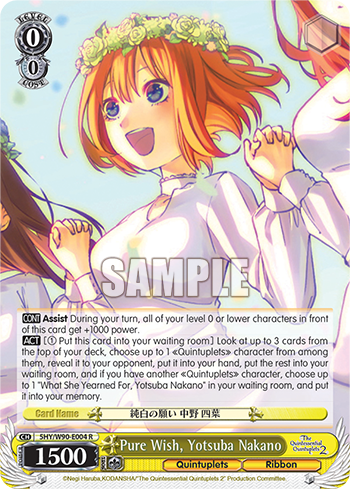 LEVEL
0
0
COST
SAMPLE
CONT Assist During your turn, all of your level 0 or lower characters in front
of this card get +1000 power.
ACT [① Put this card into your waiting room] Look at up to 3 cards from
the top of your deck, choose up to 1 «Quintuplets» character from among
them, reveal it to your opponent, put it into your hand, put the rest into your
waiting room, and if you have another «Quintuplets» character, choose up
to 1 "What She Yearned For, Yotsuba Nakano" in your waiting room, and put
it into your memory.
Card Name
純白の願い 中野 四葉
CH
5HY/W90-E004 R
Pure Wish, Yotsuba Nakano
The Quintessential Quintuplets 2
1500
Quintuplets
Ribbon
©Negi Haruba,KODANSHA/"The Quintessential Quintuplets 2" Production Committee.